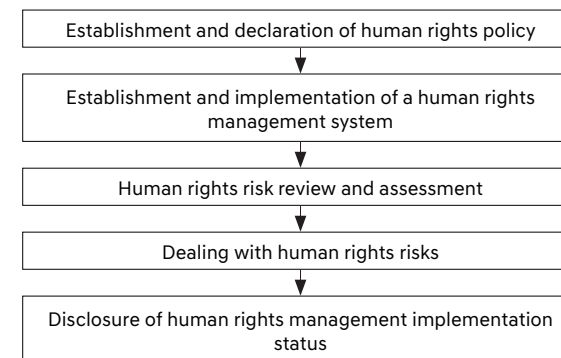 Establishment and declaration of human rights policy
Establishment and implementation of a human rights
management system
Human rights risk review and assessment
Dealing with human rights risks
Disclosure of human rights management implementation
status